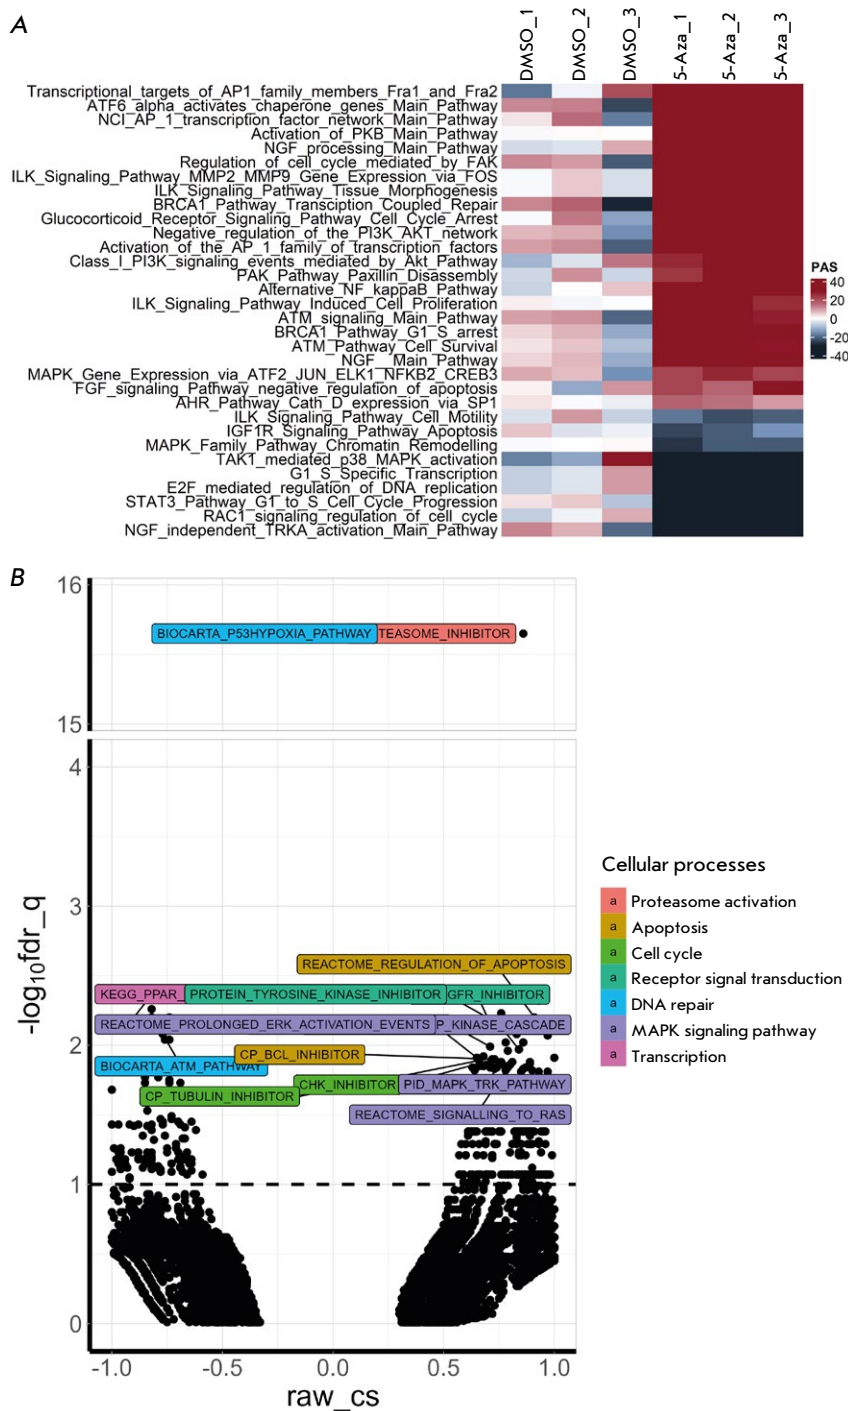 A
DMSO_1
DMSO_2
DMSO_3
5-Aza_1
5-Aza_2
5-Aza_3
Transcriptional_targets_of_AP1_family_members_Fra1_and_Fra2
ATF6_alpha_activates_chaperone_genes_Main_Pathway
NCI_AP_1_transcription_factor_network_Main_Pathway
Activation_of_PKB_Main_Pathway
NGF_processing_Main_Pathway
Regulation_of_cell_cycle_mediated_by_FAK
ILK_Signaling_Pathway_MMP2_MMP9_Gene_Expression_via_FOS
ILK_Signaling_Pathway_Tissue_Morphogenesis
BRCA1_Pathway_Transciption_Coupled_Repair
Glucocorticoid_Receptor_Signaling_Pathway_Cell_Cycle_Arrest
Negative_regulation_of_the_PI3K_AKT_network
Activation_of_the_AP_1_family_of_transcription_factors
Class_I_PI3K_signaling_events_mediated_by_Akt_Pathway
PAK_Pathway_Paxillin_Disassembly
Alternative_NF_kappaB_Pathway
ILK_Signaling_Pathway_Induced_Cell_Proliferation
ATM_signaling_Main_Pathway
BRCA1_Pathway_G1_S_arrest
ATM_Pathway_Cell_Survival
NGF__Main_Pathway
MAPK_Gene_Expression_via_ATF2_JUN_ELK1_NFKB2_CREB3
FGF_signaling_Pathway_negative_regulation_of_apoptosis
AHR_Pathway_Cath_D_expression_via_SP1
ILK_Signaling_Pathway_Cell_Motility
IGF1R_Signaling_Pathway_Apoptosis
MAPK_Family_Pathway_Chromatin_Remodelling
TAK1_mediated_p38_MAPK_activation
G1_S_Specific_Transcription
E2F_mediated_regulation_of_DNA_replication
STAT3_Pathway_G1_to_S_Cell_Cycle_Progression
RAC1_signaling_regulation_of_cell_cycle
NGF_independent_TRKA_activation_Main_Pathway
PAS
40
20
0
-20
-40
B
16
15
4
3
2
1
0
-log10fdr_q
BIOCARTA_P53HYPOXIA_PATHWAY
TEASOME_INHIBITOR
REACTOME_REGULATION_OF_APOPTOSIS
KEGG_PPAR_
PROTEIN_TYROSINE_KINASE_INHIBITOR
GFR_INHIBITOR
REACTOME_PROLONGED_ERK_ACTIVATION_EVENTS
P_KINASE_CASCADE
CP_BCL_INHIBITOR
BIOCARTA_ATM_PATHWAY
CHK_INHIBITOR
PID_MAPK_TRK_PATHWAY
CP_TUBULIN_INHIBITOR
REACTOME_SIGNALLING_TO_RAS
-1.0
-0.5
0.0
0.5
1.0
raw_cs
Cellular processes
a Proteasome activation
a Apoptosis
a Cell cycle
a Receptor signal transduction
a DNA repair
a MAPK signaling pathway
a Transcription